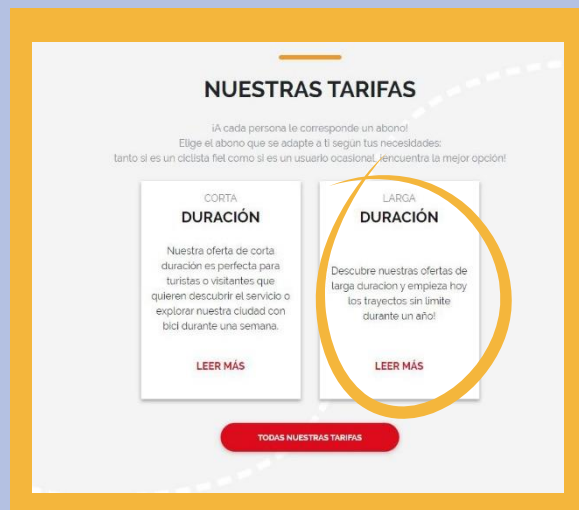 NUESTRAS TARIFAS
¡A cada persona le corresponde un abono!
Elige el abono que se adapte a ti según tus necesidades:
tanto si es un ciclista fiel como si es un usuario ocasional, ¡encuentra la mejor opción!
CORTA
DURACIÓN
Nuestra oferta de corta
duración es perfecta para
turistas o visitantes que
quieren descubrir el servicio o
explorar nuestra ciudad con
bici durante una semana.
LEER MÁS
LARGA
DURACIÓN
Descubre nuestras ofertas de
larga duracion y empieza hoy
los trayectos sin limite
durante un año!
LEER MÁS
TODAS NUESTRAS TARIFAS